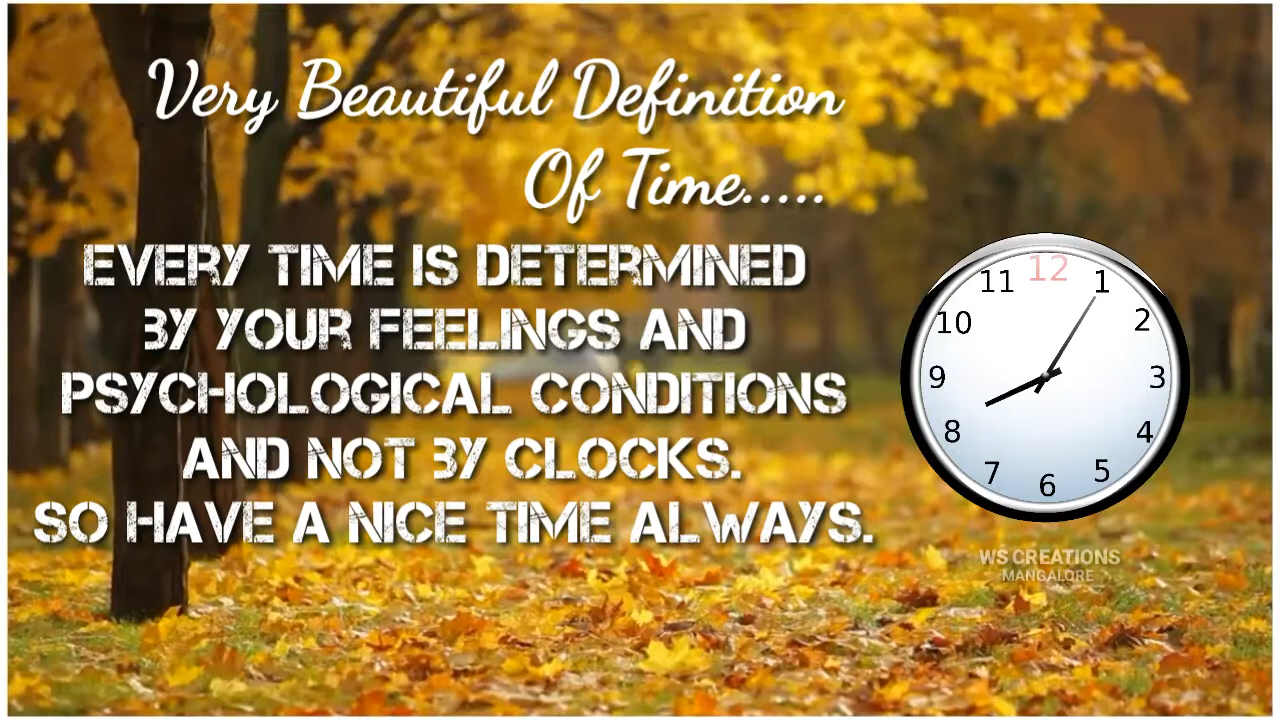 Very Beautiful Definition
Of Time.....
EVERY TIME IS DETERMINED
BY YOUR FEELINGS AND
PSYCHOLOGICAL CONDITIONS
AND NOT BY CLOCKS.
SO HAVE A NICE TIME ALWAYS.
12
11 1
10 2
9 3
8 4
7 5
6
WS CREATIONS
MANGALORE